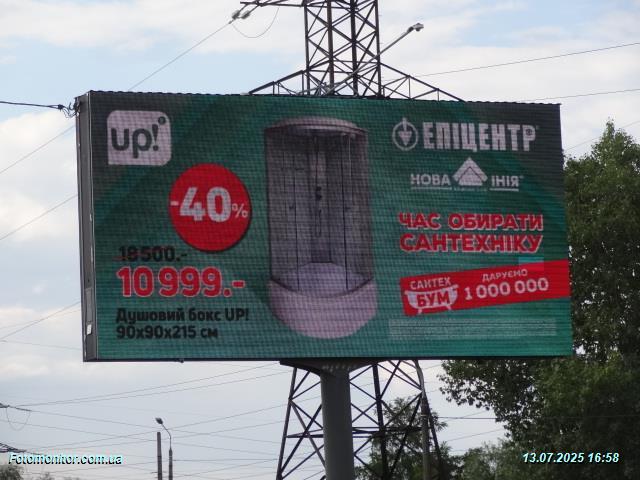 up!
ЕПІЦЕНТР
НОВА ІНІЯ
-40%
ЧАС ОБИРАТИ
САНТЕХНІКУ
18500.-
10999.-
САНТЕХ
БУМ
ДАРУЄМО
1 000 000
Душовий бокс UP!
90x90x215 см
Fotomonitor.com.ua
13.07.2025 16:58